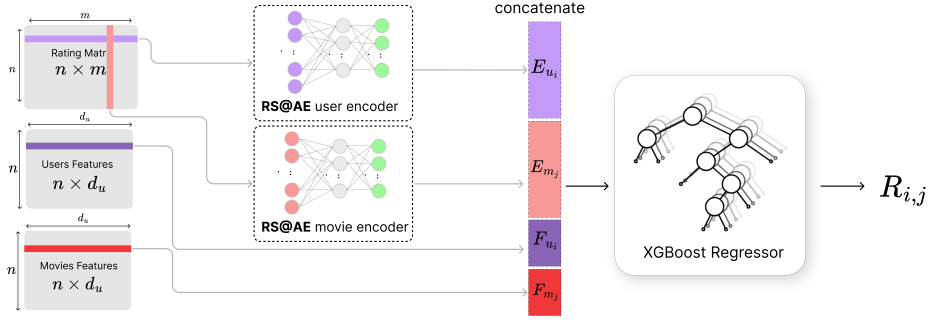 concatenate
m
n
Rating Matr
n × m
RS@AE user encoder
E_{u_i}
d_u
n
Users Features
n × d_u
RS@AE movie encoder
E_{m_j}
d_u
n
Movies Features
n × d_u
F_{u_i}
F_{m_j}
XGBoost Regressor
R_{i,j}